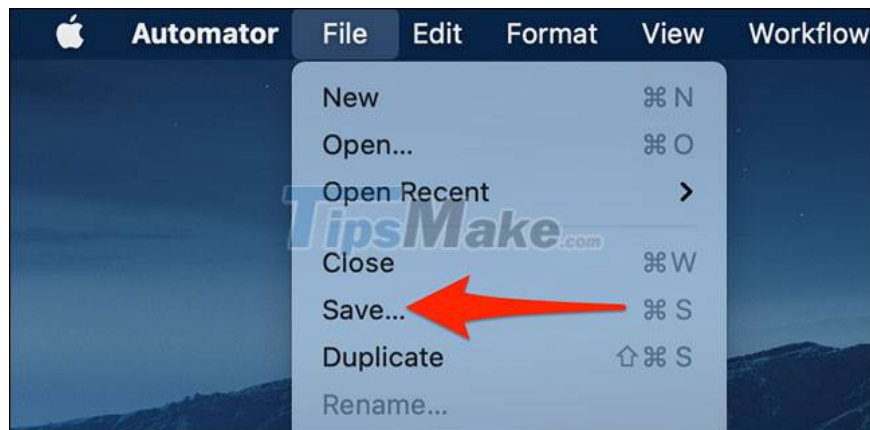 Automator File Edit Format View Workflow
New ⌘ N
Open... ⌘ O
Open Recent >
TipsMake.com
Close ⌘ W
Save... ⌘ S
Duplicate ⇧ ⌘ S
Rename...